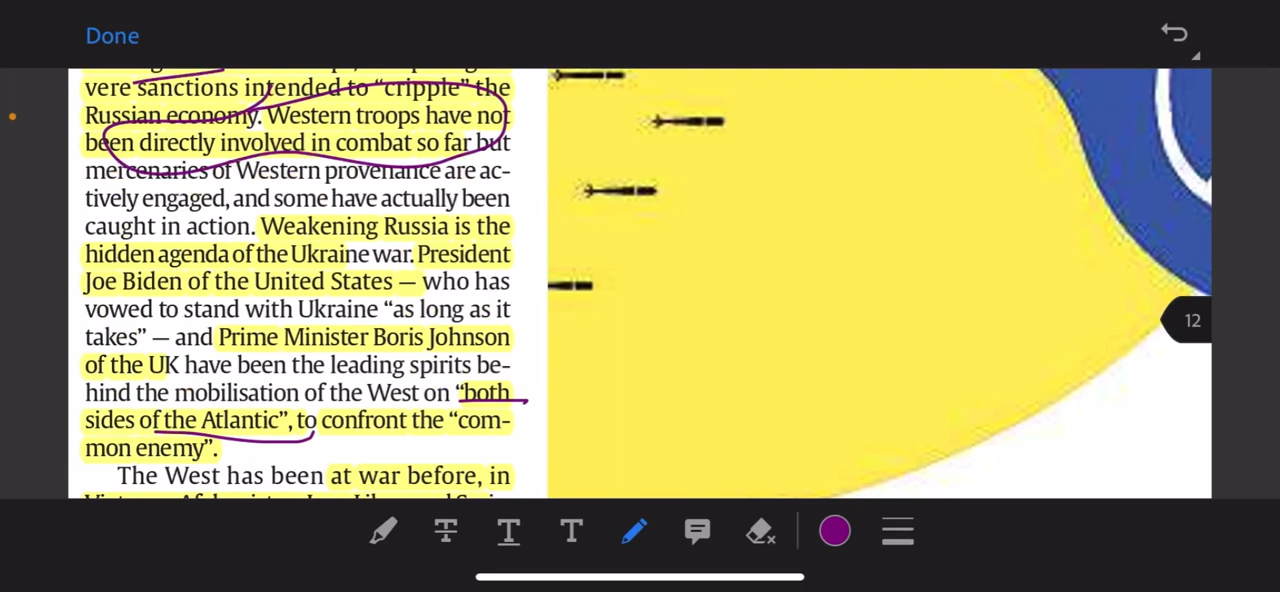 Done
vere sanctions intended to “cripple” the
Russian economy. Western troops have not
been directly involved in combat so far but
mercenaries of Western provenance are ac-
tively engaged, and some have actually been
caught in action. Weakening Russia is the
hidden agenda of the Ukraine war. President
Joe Biden of the United States — who has
vowed to stand with Ukraine “as long as it
takes” — and Prime Minister Boris Johnson
of the UK have been the leading spirits be-
hind the mobilisation of the West on “both
sides of the Atlantic”, to confront the “com-
mon enemy”.
The West has been at war before, in
12
T
T
T